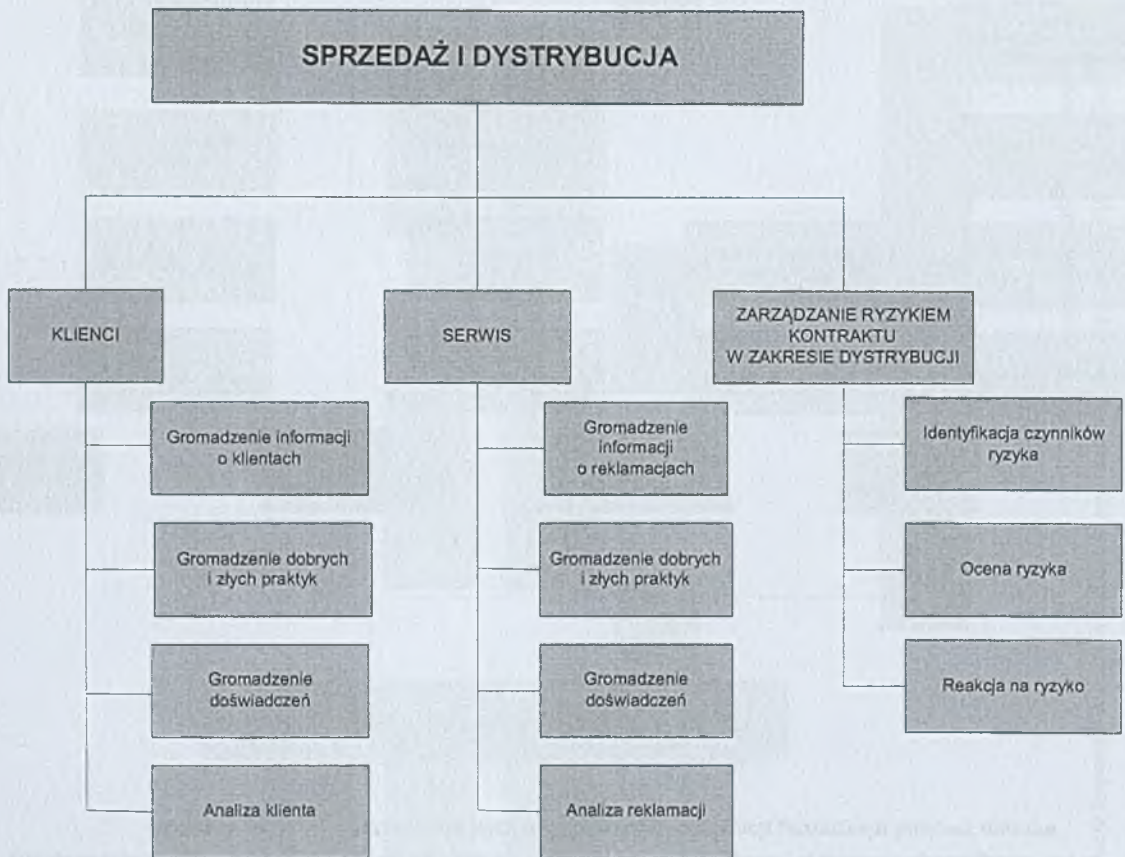 SPRZEDAŻ I DYSTRYBUCJA
KLIENCI
SERWIS
ZARZĄDZANIE RYZYKIEM
KONTRAKTU
W ZAKRESIE DYSTRYBUCJI
Gromadzenie informacji
o klientach
Gromadzenie dobrych
i złych praktyk
Gromadzenie
doświadczeń
Analiza klienta
Gromadzenie
informacji
o reklamacjach
Gromadzenie dobrych
i złych praktyk
Gromadzenie
doświadczeń
Analiza reklamacji
Identyfikacja czynników
ryzyka
Ocena ryzyka
Reakcja na ryzyko